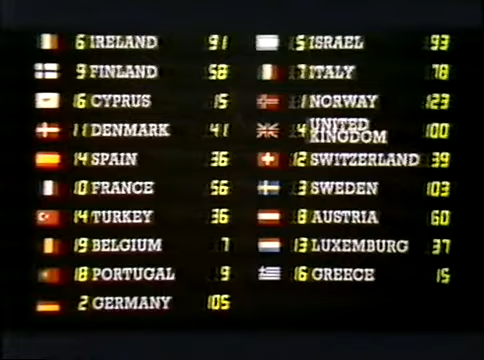 6 IRELAND 91
9 FINLAND 58
16 CYPRUS 15
11 DENMARK 41
14 SPAIN 36
10 FRANCE 56
14 TURKEY 36
19 BELGIUM 7
18 PORTUGAL 9
2 GERMANY 105
5 ISRAEL 93
7 ITALY 78
1 NORWAY 123
4 UNITED KINGDOM 100
12 SWITZERLAND 39
3 SWEDEN 103
8 AUSTRIA 60
13 LUXEMBURG 37
16 GREECE 15